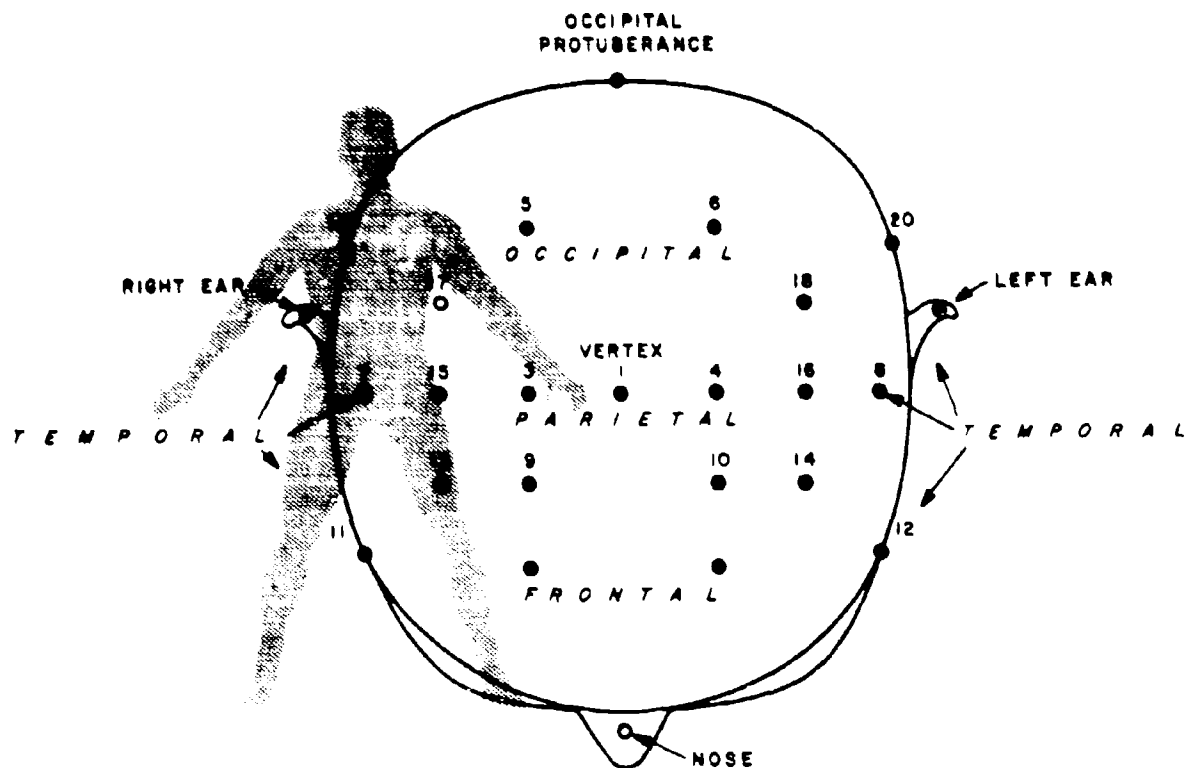 OCCIPITAL
PROTUBERANCE
5 6 20
OCCIPITAL
RIGHT EAR 17 18 LEFT EAR
VERTEX
15 3 1 4 16 8
PARIETAL
TEMPORAL TEMPORAL
9 10 14
11 12
FRONTAL
NOSE